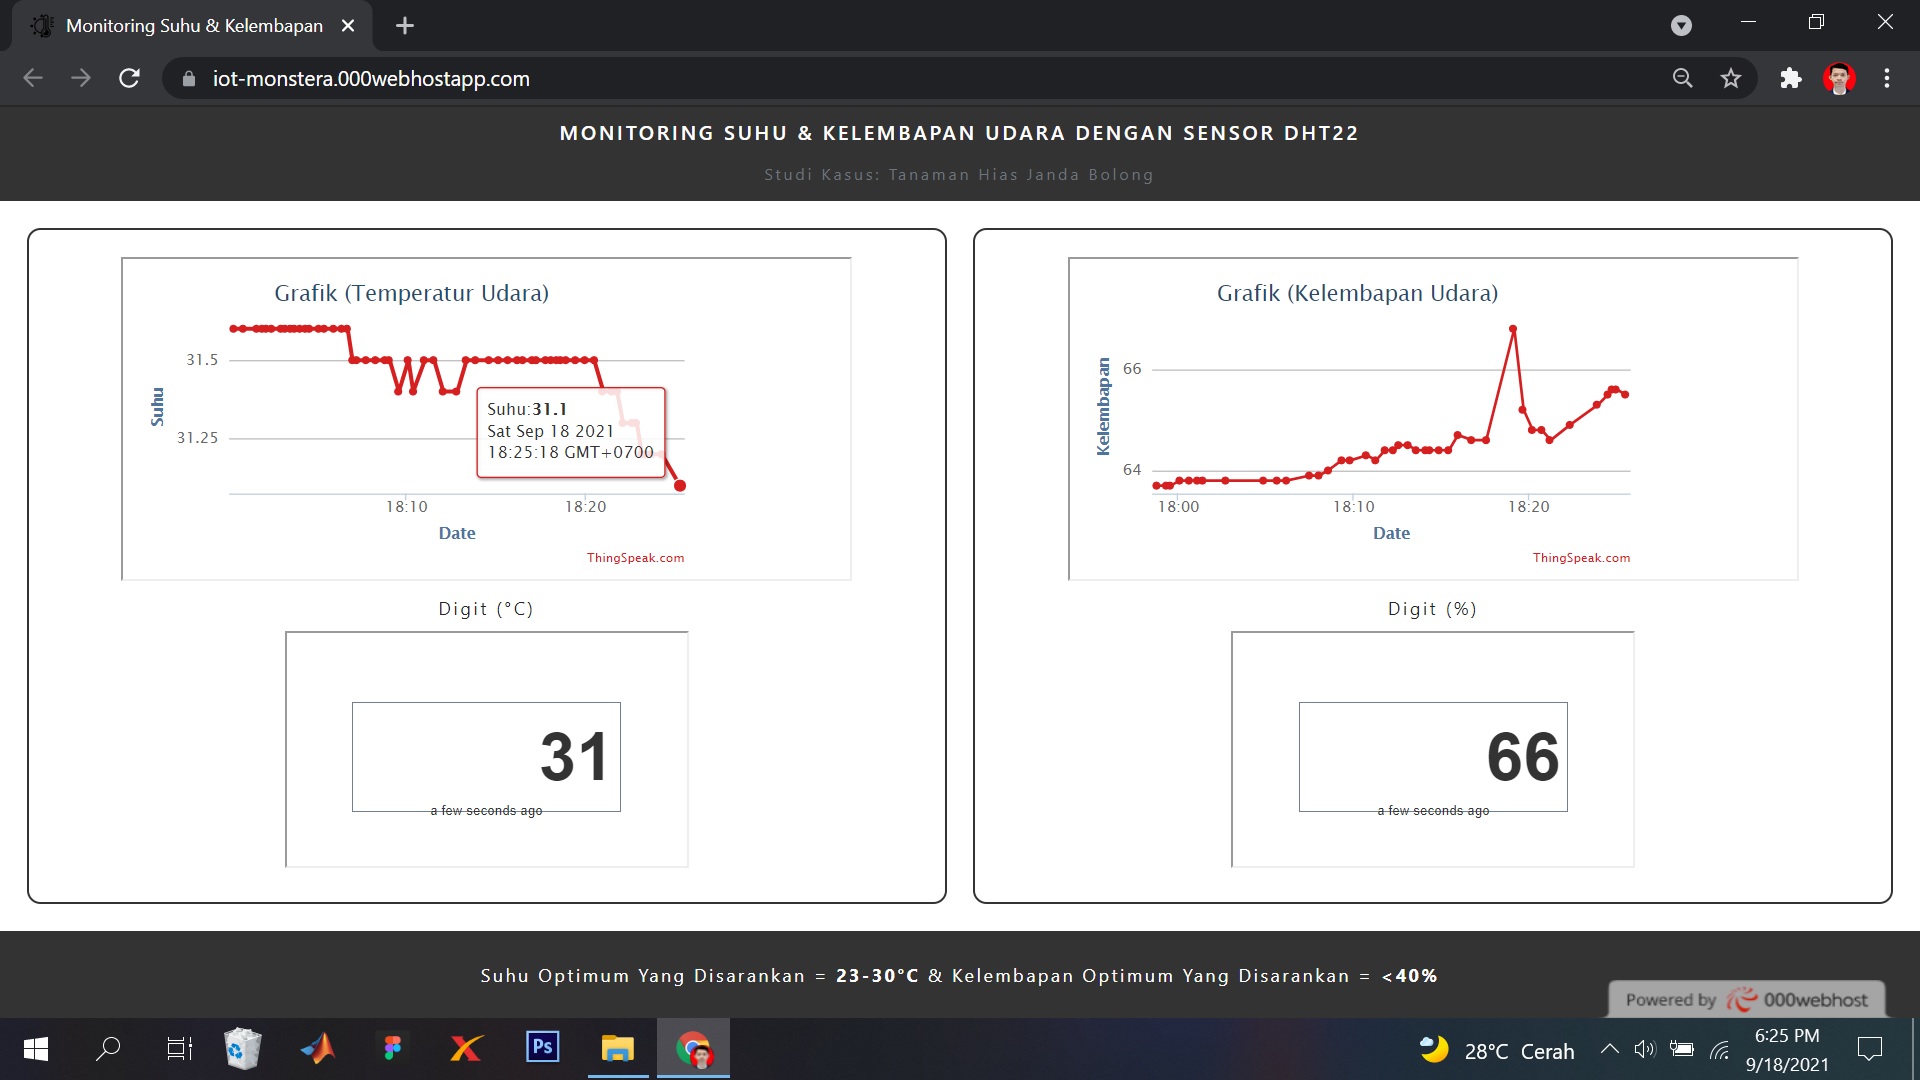 Monitoring Suhu & Kelembapan
iot-monstera.000webhostapp.com
MONITORING SUHU & KELEMBAPAN UDARA DENGAN SENSOR DHT22
Studi Kasus: Tanaman Hias Janda Bolong
Grafik (Temperatur Udara)
31.5
31.25
Suhu
Suhu:31.1
Sat Sep 18 2021
18:25:18 GMT+0700
18:10
18:20
Date
ThingSpeak.com
Digit (°C)
31
a few seconds ago
Grafik (Kelembapan Udara)
66
64
Kelembapan
18:00
18:10
18:20
Date
ThingSpeak.com
Digit (%)
66
a few seconds ago
Suhu Optimum Yang Disarankan = 23-30°C & Kelembapan Optimum Yang Disarankan = <40%
Powered by 000webhost
Ps
28°C Cerah
6:25 PM
9/18/2021